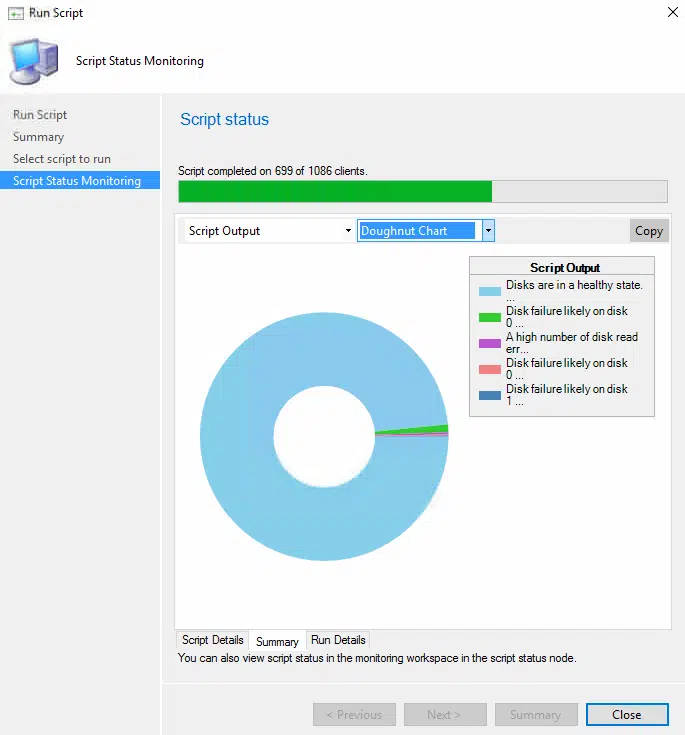 Run Script
Script Status Monitoring
Run Script
Summary
Select script to run
Script Status Monitoring
Script status
Script completed on 699 of 1086 clients.
Script Output
Doughnut Chart
Copy
Script Output
Disks are in a healthy state.
...
Disk failure likely on disk
0 ...
A high number of disk read
err...
Disk failure likely on disk
0 ...
Disk failure likely on disk
1 ...
Script Details
Summary
Run Details
You can also view script status in the monitoring workspace in the script status node.
< Previous
Next >
Summary
Close